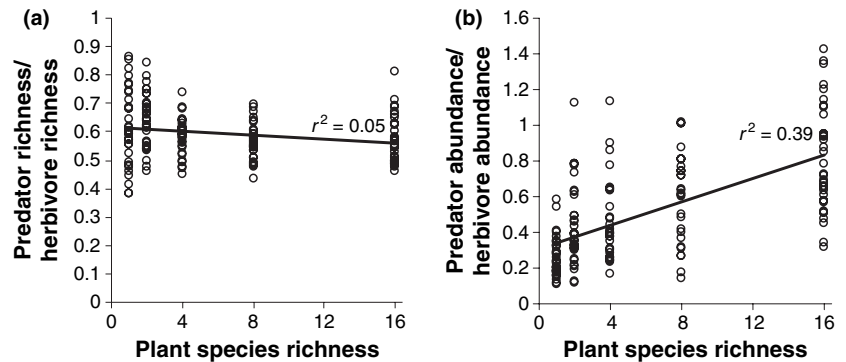 (a)
Predator richness/
herbivore richness
1
0.9
0.8
0.7
0.6
0.5
0.4
0.3
0.2
0.1
0
r² = 0.05
0 4 8 12 16
Plant species richness
(b)
Predator abundance/
herbivore abundance
1.6
1.4
1.2
1
0.8
0.6
0.4
0.2
0
r² = 0.39
0 4 8 12 16
Plant species richness